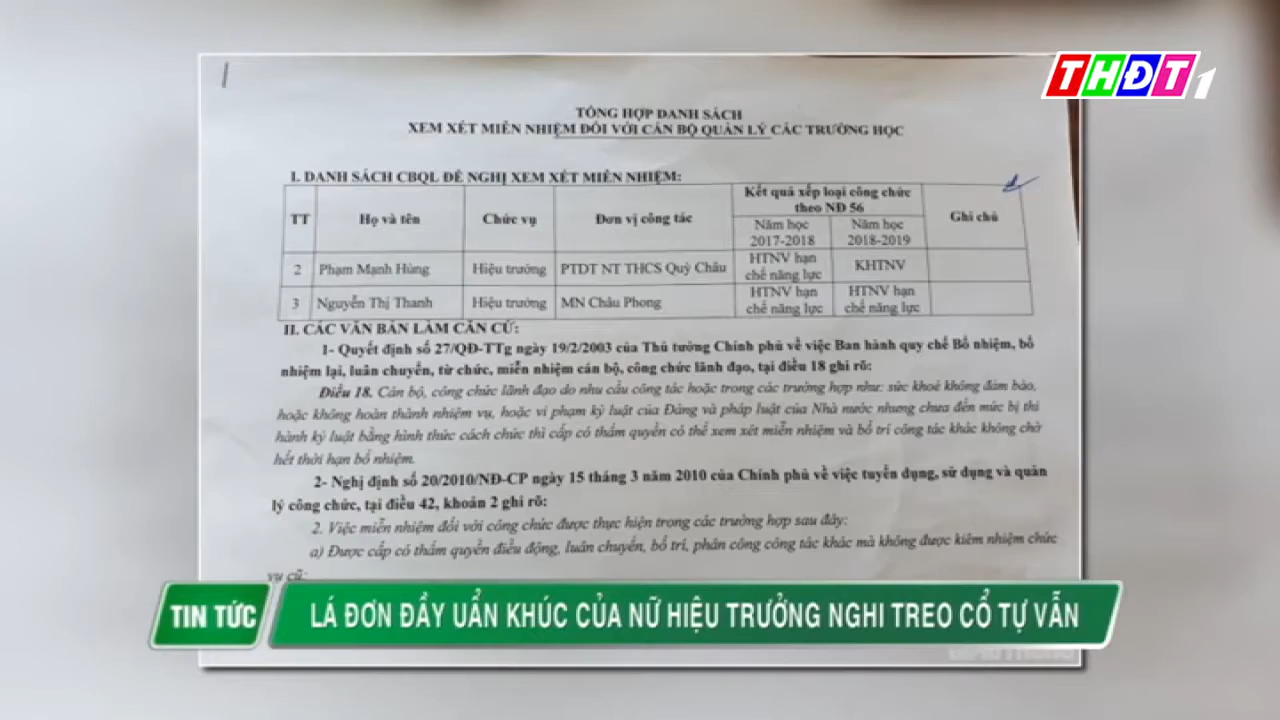 THĐT1
TỔNG HỢP DANH SÁCH
XEM XÉT MIỄN NHIỆM ĐỐI VỚI CÁN BỘ QUẢN LÝ CÁC TRƯỜNG HỌC
I. DANH SÁCH CBQL ĐỀ NGHỊ XEM XÉT MIỄN NHIỆM:
TT Họ và tên Chức vụ Đơn vị công tác Kết quả xếp loại công chức theo NĐ 56 Ghi chú
Năm học 2017-2018 Năm học 2018-2019
2 Phạm Mạnh Hùng Hiệu trưởng PTDT NT THCS Quỳ Châu HTNV hạn chế năng lực KHTNV
3 Nguyễn Thị Thanh Hiệu trưởng MN Châu Phong HTNV hạn chế năng lực HTNV hạn chế năng lực
II. CÁC VĂN BẢN LÀM CĂN CỨ:
1- Quyết định số 27/QĐ-TTg ngày 19/2/2003 của Thủ tướng Chính phủ về việc Ban hành quy chế Bổ nhiệm, bổ
nhiệm lại, luân chuyển, từ chức, miễn nhiệm cán bộ, công chức lãnh đạo, tại điều 18 ghi rõ:
Điều 18. Cán bộ, công chức lãnh đạo do nhu cầu công tác hoặc trong các trường hợp như: sức khoẻ không đảm bảo,
hoặc không hoàn thành nhiệm vụ, hoặc vi phạm kỷ luật của Đảng và pháp luật của Nhà nước nhưng chưa đến mức bị thi
hành kỷ luật bằng hình thức cách chức thì cấp có thẩm quyền có thể xem xét miễn nhiệm và bố trí công tác khác không chờ
hết thời hạn bổ nhiệm.
2- Nghị định số 20/2010/NĐ-CP ngày 15 tháng 3 năm 2010 của Chính phủ về việc tuyển dụng, sử dụng và quản
lý công chức, tại điều 42, khoản 2 ghi rõ:
2. Việc miễn nhiệm đối với công chức được thực hiện trong các trường hợp sau đây:
a) Được cấp có thẩm quyền điều động, luân chuyển, bố trí, phân công công tác khác mà không được kiêm nhiệm chức
vụ cũ;
TIN TỨC LÁ ĐƠN ĐẦY UẨN KHÚC CỦA NỮ HIỆU TRƯỞNG NGHI TREO CỔ TỰ VẪN